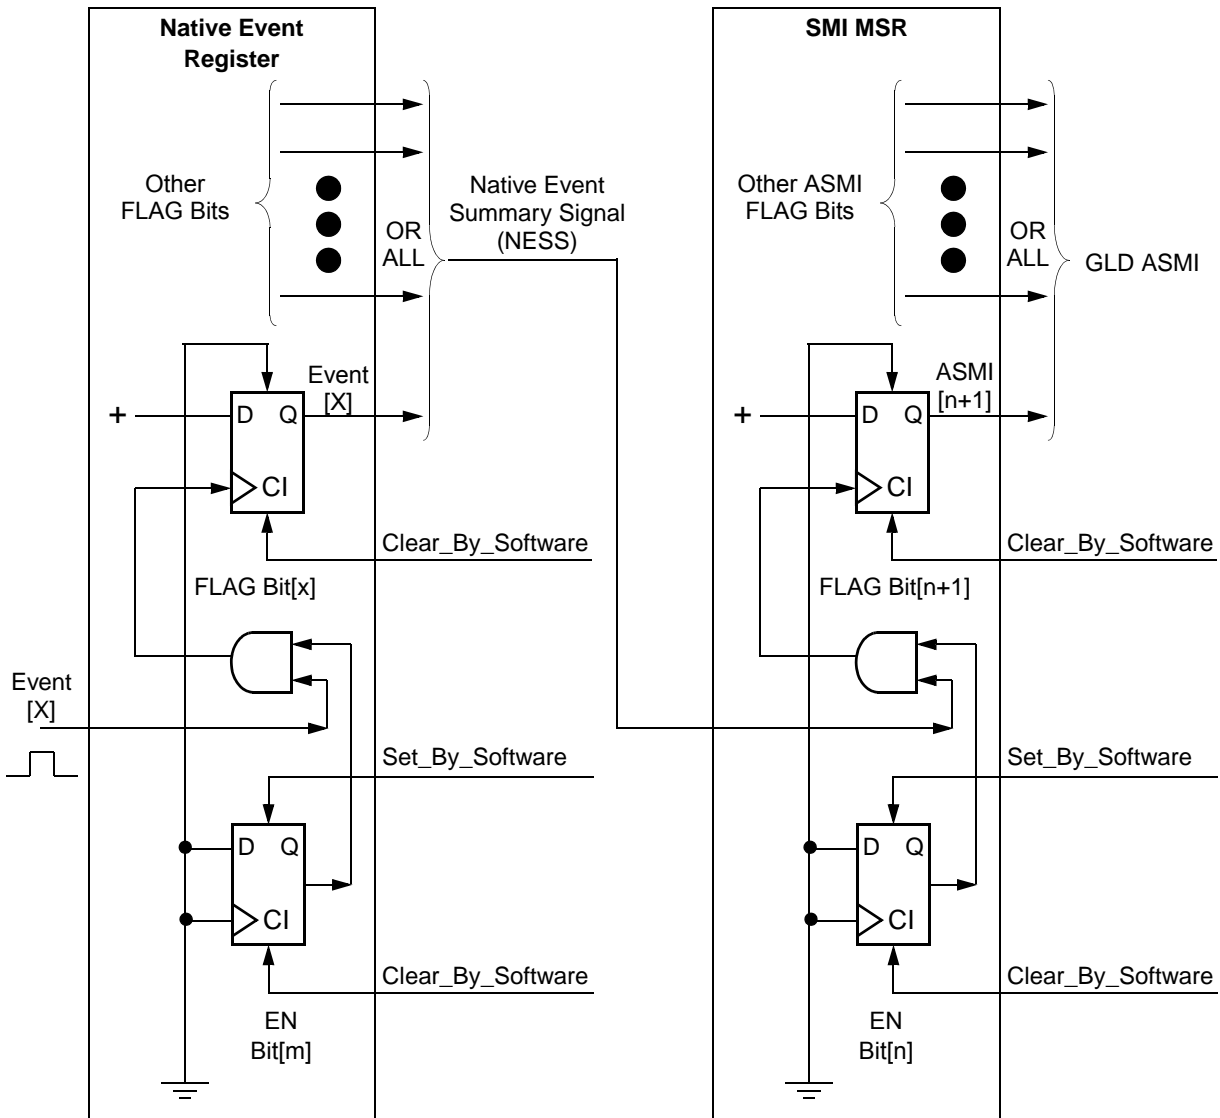 Native Event
Register
Other
FLAG Bits
OR
ALL
Native Event
Summary Signal
(NESS)
Event
[X]
+
D Q
CI
Clear_By_Software
FLAG Bit[x]
Event
[X]
Set_By_Software
D Q
CI
Clear_By_Software
EN
Bit[m]
SMI MSR
Other ASMI
FLAG Bits
OR
ALL
GLD ASMI
ASMI
[n+1]
+
D Q
CI
Clear_By_Software
FLAG Bit[n+1]
Set_By_Software
D Q
CI
Clear_By_Software
EN
Bit[n]